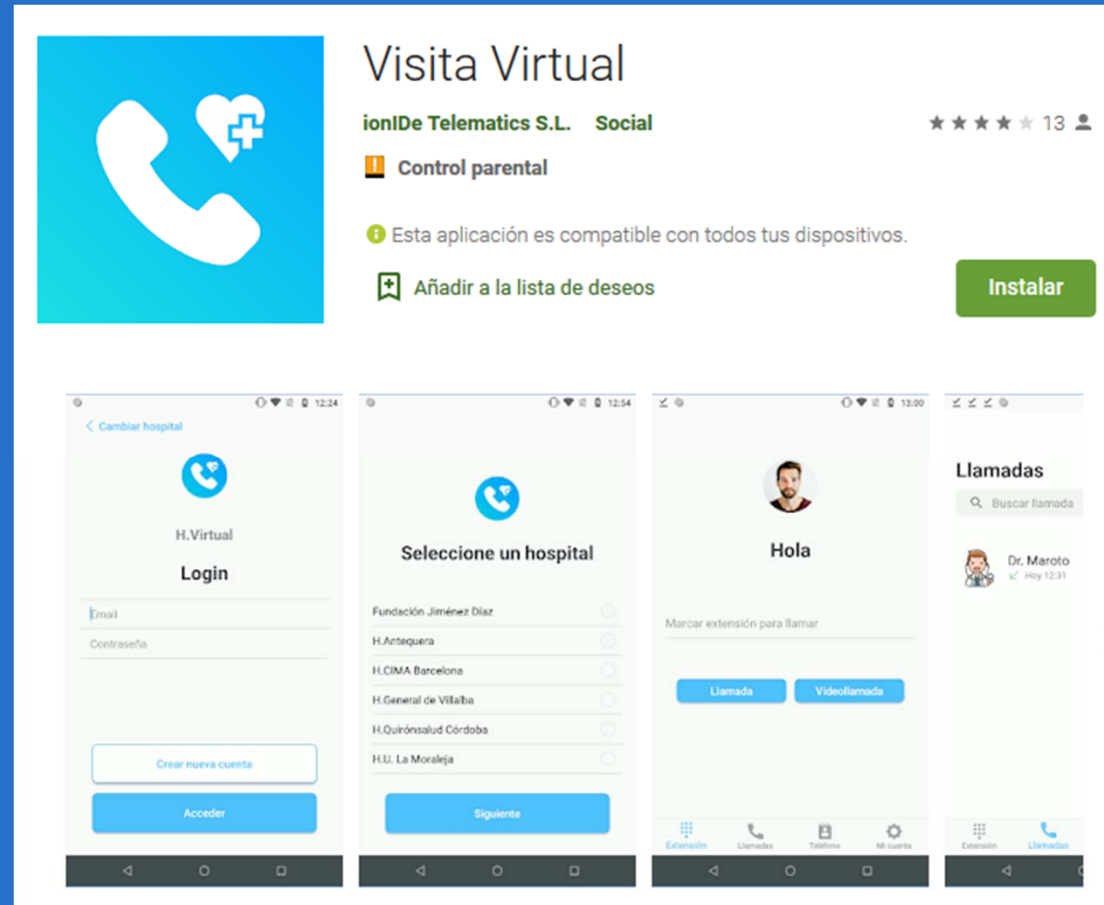 Visita Virtual
ionIDe Telematics S.L. Social
13
Control parental
Esta aplicación es compatible con todos tus dispositivos.
Añadir a la lista de deseos
Instalar
12:24
Cambiar hospital
H.Virtual
Login
Email
Contraseña
Crear nueva cuenta
Acceder
12:54
Seleccione un hospital
Fundación Jiménez Díaz
H.Antequera
H.CIMA Barcelona
H.General de Villalba
H.Quirónsalud Córdoba
H.U. La Moraleja
Siguiente
13:00
Hola
Marcar extensión para llamar
Llamada Videollamada
Extensión Llamadas Teléfono Mi cuenta
Llamadas
Buscar llamada
Dr. Maroto
Hoy 12:31
Extensión Llamadas